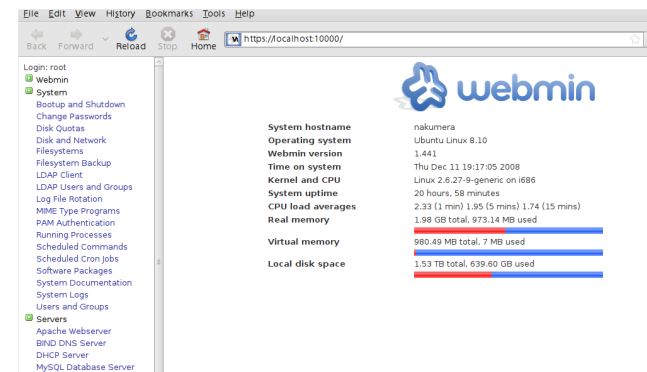 File Edit View History Bookmarks Tools Help
Back Forward Reload Stop Home https://localhost:10000/
Login: root
Webmin
System
Bootup and Shutdown
Change Passwords
Disk Quotas
Disk and Network
Filesystems
Filesystem Backup
LDAP Client
LDAP Users and Groups
Log File Rotation
MIME Type Programs
PAM Authentication
Running Processes
Scheduled Commands
Scheduled Cron Jobs
Software Packages
System Documentation
System Logs
Users and Groups
Servers
Apache Webserver
BIND DNS Server
DHCP Server
MySQL Database Server
webmin
System hostname nakumera
Operating system Ubuntu Linux 8.10
Webmin version 1.441
Time on system Thu Dec 11 19:17:05 2008
Kernel and CPU Linux 2.6.27-9-generic on i686
System uptime 20 hours, 58 minutes
CPU load averages 2.33 (1 min) 1.95 (5 mins) 1.74 (15 mins)
Real memory 1.98 GB total, 973.14 MB used
Virtual memory 980.49 MB total, 7 MB used
Local disk space 1.53 TB total, 639.60 GB used